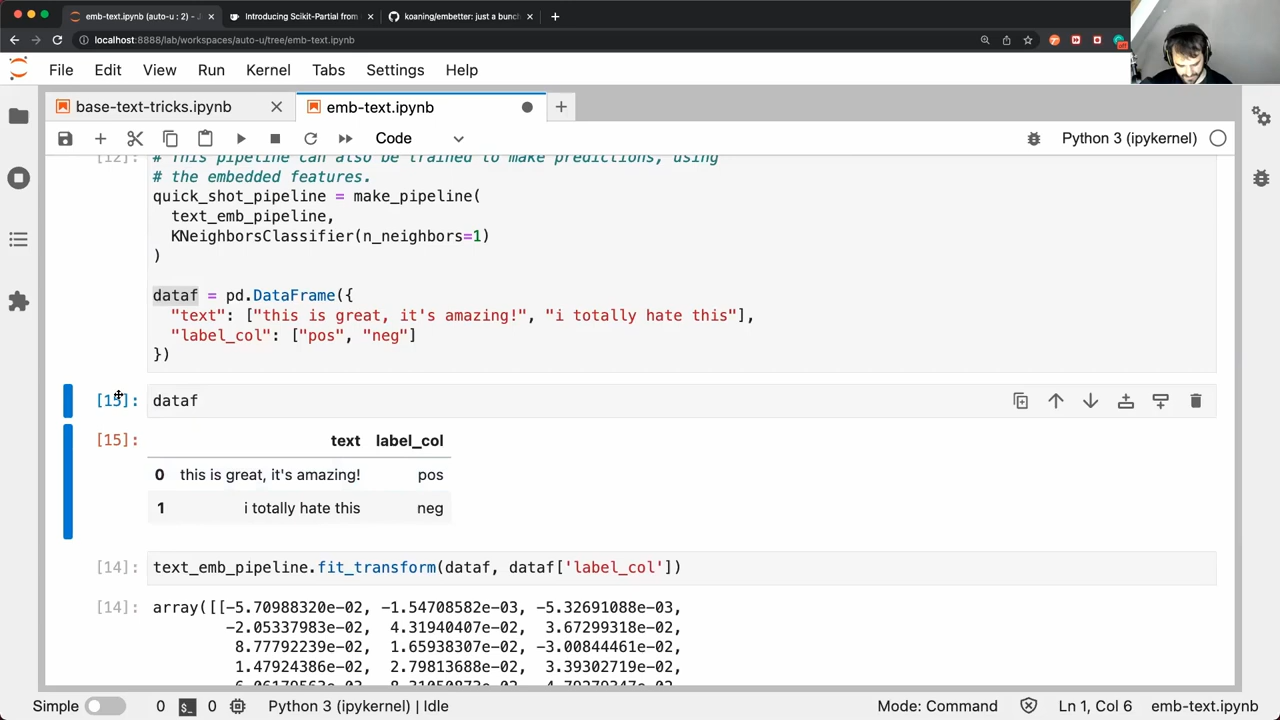 emb-text.ipynb (auto-u : 2) - J
Introducing Scikit-Partial from
koaning/embetter: just a bunch
localhost:8888/lab/workspaces/auto-u/tree/emb-text.ipynb
File Edit View Run Kernel Tabs Settings Help
base-text-tricks.ipynb
emb-text.ipynb
Code
Python 3 (ipykernel)
[12]:
# This pipeline can also be trained to make predictions, using
# the embedded features.
quick_shot_pipeline = make_pipeline(
text_emb_pipeline,
KNeighborsClassifier(n_neighbors=1)
)
dataf = pd.DataFrame({
"text": ["this is great, it's amazing!", "i totally hate this"],
"label_col": ["pos", "neg"]
})
[15]: dataf
[15]: text label_col
0 this is great, it's amazing! pos
1 i totally hate this neg
[14]: text_emb_pipeline.fit_transform(dataf, dataf['label_col'])
[14]: array([[-5.70988320e-02, -1.54708582e-03, -5.32691088e-03,
-2.05337983e-02, 4.31940407e-02, 3.67299318e-02,
8.77792239e-02, 1.65938307e-02, -3.00844461e-02,
1.47924386e-02, 2.79813688e-02, 3.39302719e-02,
Simple 0 $_ 0 Python 3 (ipykernel) | Idle Mode: Command Ln 1, Col 6 emb-text.ipynb